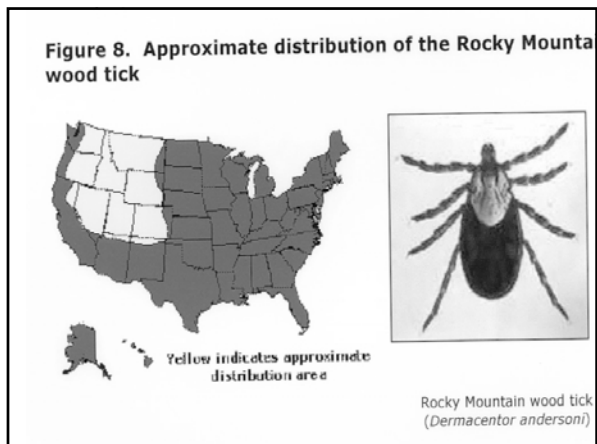 Figure 8. Approximate distribution of the Rocky Mounta
wood tick
Yellow indicates approximate
distribution area
Rocky Mountain wood tick
(Dermacentor andersoni)